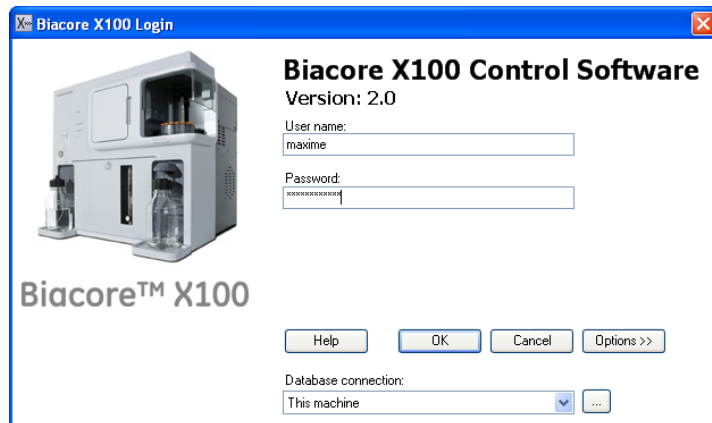 Biacore X100 Login
Biacore X100 Control Software
Version: 2.0
User name:
maxime
Password:
************
Biacore™ X100
Help
OK
Cancel
Options >>
Database connection:
This machine
...